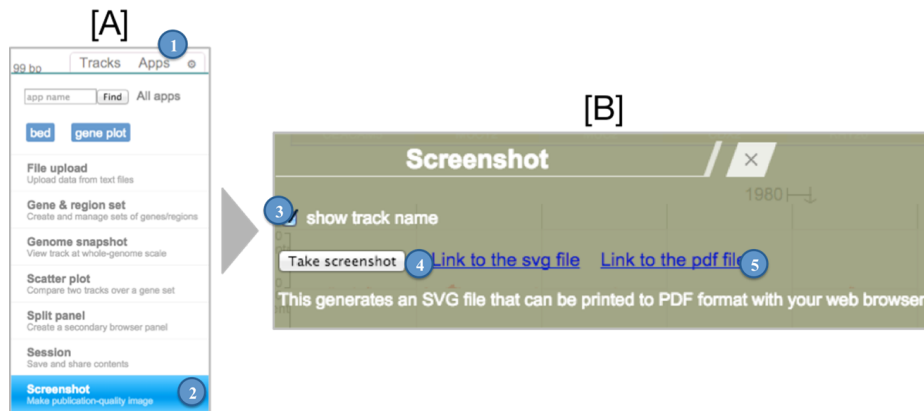 [A]
1
99 bo
Tracks Apps
app name Find All apps
bed gene plot
File upload
Upload data from text files
Gene & region set
Create and manage sets of genes/regions
Genome snapshot
View track at whole-genome scale
Scatter plot
Compare two tracks over a gene set
Split panel
Create a secondary browser panel
Session
Save and share contents
Screenshot
Make publication-quality image
2
[B]
Screenshot ×
1980
3 show track name
Take screenshot 4 Link to the svg file Link to the pdf file 5
This generates an SVG file that can be printed to PDF format with your web browser